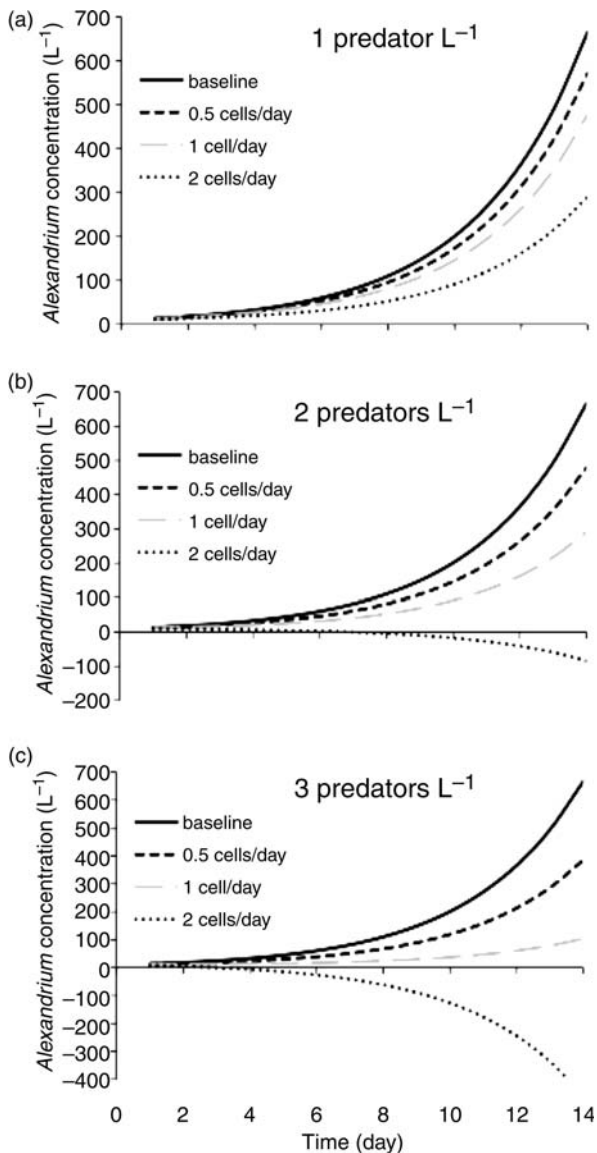 (a)
1 predator L⁻¹
Alexandrium concentration (L⁻¹)
700
600
500
400
300
200
100
0
baseline
0.5 cells/day
1 cell/day
2 cells/day
(b)
2 predators L⁻¹
Alexandrium concentration (L⁻¹)
700
600
500
400
300
200
100
0
−100
−200
baseline
0.5 cells/day
1 cell/day
2 cells/day
(c)
3 predators L⁻¹
Alexandrium concentration (L⁻¹)
700
600
500
400
300
200
100
0
−100
−200
−300
−400
baseline
0.5 cells/day
1 cell/day
2 cells/day
0 2 4 6 8 10 12 14
Time (day)